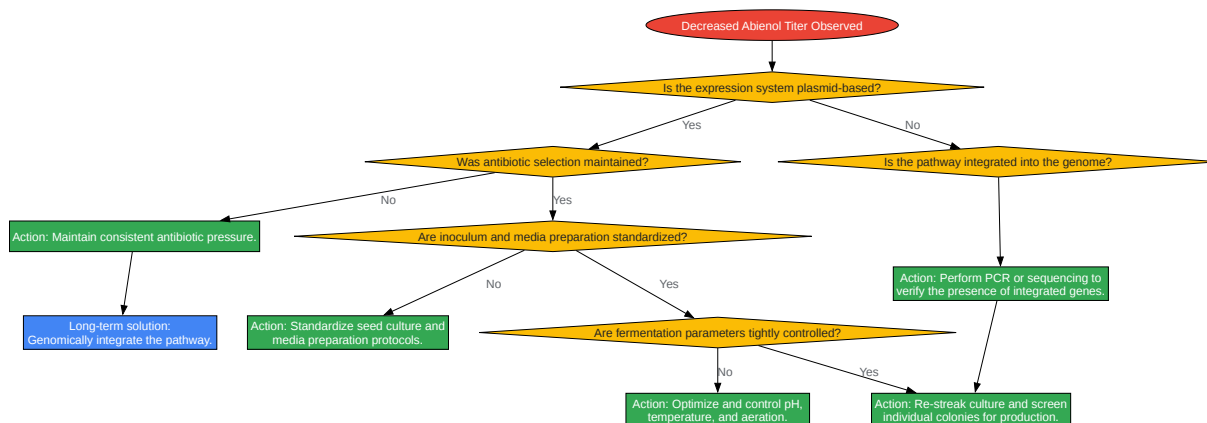 Decreased Abienol Titer Observed
Is the expression system plasmid-based?
Yes
No
Was antibiotic selection maintained?
Is the pathway integrated into the genome?
No
Yes
Action: Maintain consistent antibiotic pressure.
Are inoculum and media preparation standardized?
No
Yes
Action: Perform PCR or sequencing to
verify the presence of integrated genes.
Long-term solution:
Genomically integrate the pathway.
Action: Standardize seed culture and
media preparation protocols.
Are fermentation parameters tightly controlled?
No
Yes
Action: Optimize and control pH,
temperature, and aeration.
Action: Re-streak culture and screen
individual colonies for production.